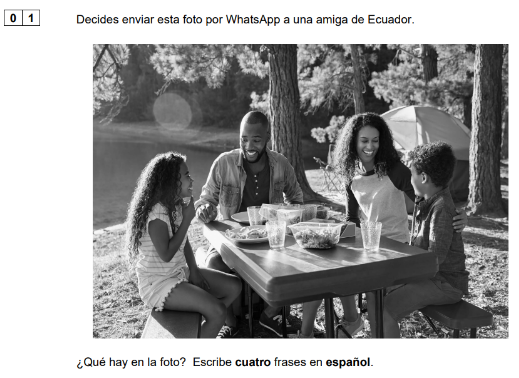 0 1 Decides enviar esta foto por WhatsApp a una amiga de Ecuador.
¿Qué hay en la foto? Escribe cuatro frases en español.